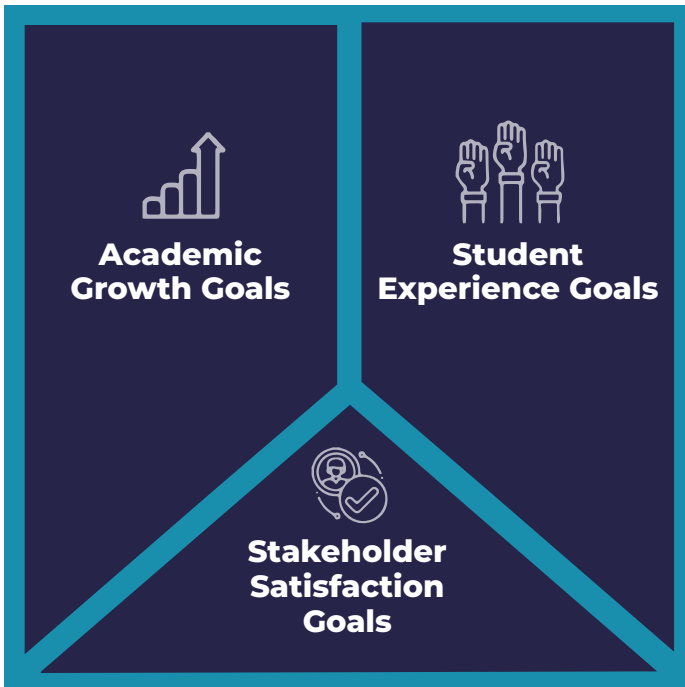 Academic
Growth Goals
Student
Experience Goals
Stakeholder
Satisfaction
Goals